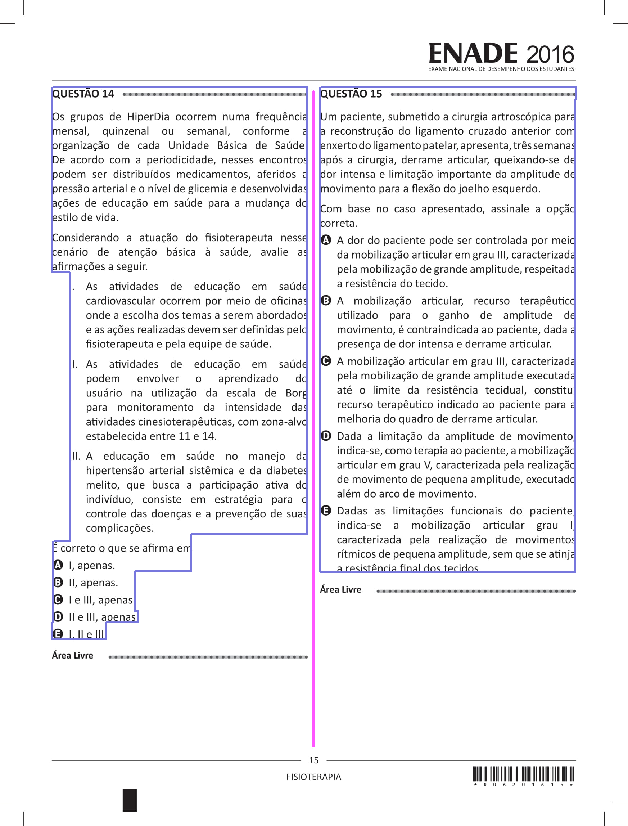 ENADE 2016
EXAME NACIONAL DE DESEMPENHO DOS ESTUDANTES
QUESTÃO 14
Os grupos de HiperDia ocorrem numa frequência
mensal, quinzenal ou semanal, conforme a
organização de cada Unidade Básica de Saúde.
De acordo com a periodicidade, nesses encontros
podem ser distribuídos medicamentos, aferidos a
pressão arterial e o nível de glicemia e desenvolvidas
ações de educação em saúde para a mudança do
estilo de vida.
Considerando a atuação do fisioterapeuta nesse
cenário de atenção básica à saúde, avalie as
afirmações a seguir.
I. As atividades de educação em saúde
cardiovascular ocorrem por meio de oficinas
onde a escolha dos temas a serem abordados
e as ações realizadas devem ser definidas pelo
fisioterapeuta e pela equipe de saúde.
II. As atividades de educação em saúde
podem envolver o aprendizado do
usuário na utilização da escala de Borg
para monitoramento da intensidade das
atividades cinesioterapêuticas, com zona-alvo
estabelecida entre 11 e 14.
III. A educação em saúde no manejo da
hipertensão arterial sistêmica e da diabetes
melito, que busca a participação ativa do
indivíduo, consiste em estratégia para o
controle das doenças e a prevenção de suas
complicações.
É correto o que se afirma em
A I, apenas.
B II, apenas.
C I e III, apenas.
D II e III, apenas.
E I, II e III.
Área Livre
QUESTÃO 15
Um paciente, submetido a cirurgia artroscópica para
a reconstrução do ligamento cruzado anterior com
enxerto do ligamento patelar, apresenta, três semanas
após a cirurgia, derrame articular, queixando-se de
dor intensa e limitação importante da amplitude de
movimento para a flexão do joelho esquerdo.
Com base no caso apresentado, assinale a opção
correta.
A A dor do paciente pode ser controlada por meio
da mobilização articular em grau III, caracterizada
pela mobilização de grande amplitude, respeitada
a resistência do tecido.
B A mobilização articular, recurso terapêutico
utilizado para o ganho de amplitude de
movimento, é contraindicada ao paciente, dada a
presença de dor intensa e derrame articular.
C A mobilização articular em grau III, caracterizada
pela mobilização de grande amplitude executada
até o limite da resistência tecidual, constitui
recurso terapêutico indicado ao paciente para a
melhoria do quadro de derrame articular.
D Dada a limitação da amplitude de movimento,
indica-se, como terapia ao paciente, a mobilização
articular em grau V, caracterizada pela realização
de movimento de pequena amplitude, executado
além do arco de movimento.
E Dadas as limitações funcionais do paciente,
indica-se a mobilização articular grau I,
caracterizada pela realização de movimentos
rítmicos de pequena amplitude, sem que se atinja
a resistência final dos tecidos.
Área Livre
15
FISIOTERAPIA